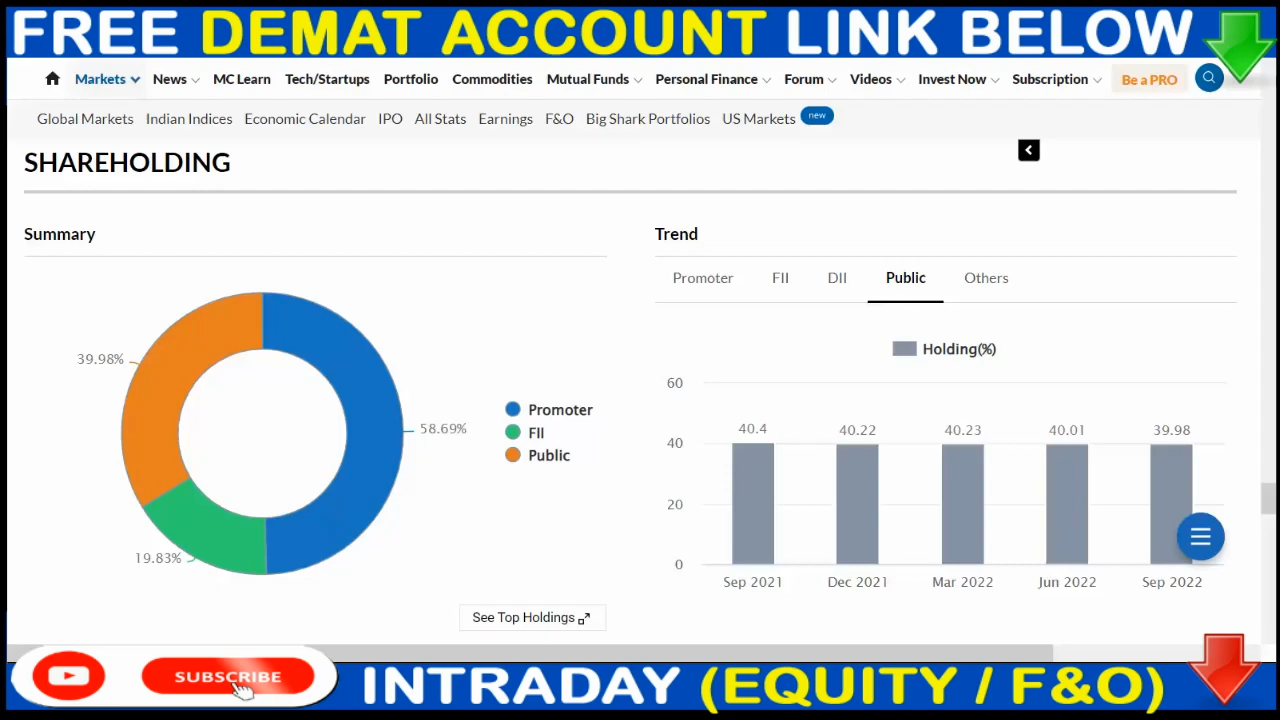 FREE DEMAT ACCOUNT LINK BELOW
Markets News MC Learn Tech/Startups Portfolio Commodities Mutual Funds Personal Finance Forum Videos Invest Now Subscription Be a PRO
Global Markets Indian Indices Economic Calendar IPO All Stats Earnings F&O Big Shark Portfolios US Markets new
SHAREHOLDING
Summary
39.98%
58.69%
19.83%
Promoter
FII
Public
See Top Holdings
Trend
Promoter FII DII Public Others
Holding(%)
60
40
20
0
40.4 40.22 40.23 40.01 39.98
Sep 2021 Dec 2021 Mar 2022 Jun 2022 Sep 2022
SUBSCRIBE
INTRADAY (EQUITY / F&O)